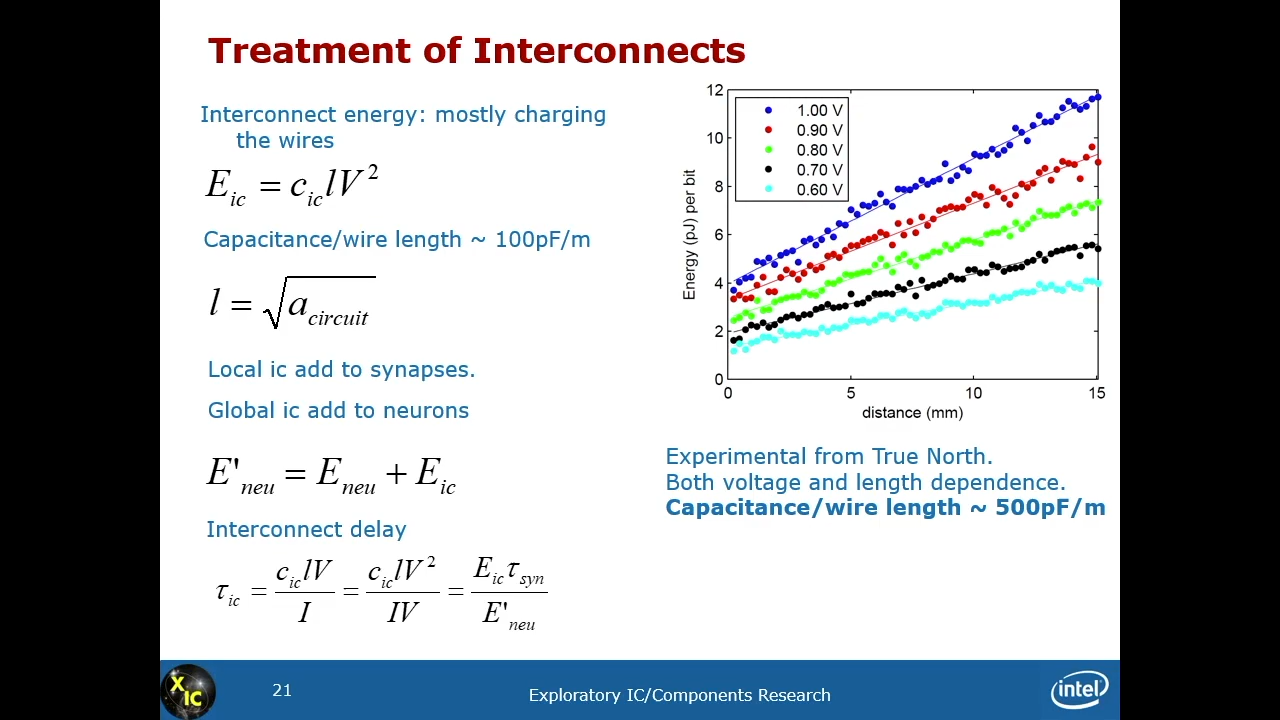 Treatment of Interconnects
Interconnect energy: mostly charging
the wires
E_ic = c_ic l V²
Capacitance/wire length ~ 100pF/m
l = √a_circuit
Local ic add to synapses.
Global ic add to neurons
E'_neu = E_neu + E_ic
Interconnect delay
τ_ic = c_ic l V / I = c_ic l V² / IV = E_ic τ_syn / E'_neu
12
10
8
6
4
2
0
Energy (pJ) per bit
1.00 V
0.90 V
0.80 V
0.70 V
0.60 V
0 5 10 15
distance (mm)
Experimental from True North.
Both voltage and length dependence.
Capacitance/wire length ~ 500pF/m
X
IC
21
Exploratory IC/Components Research
intel